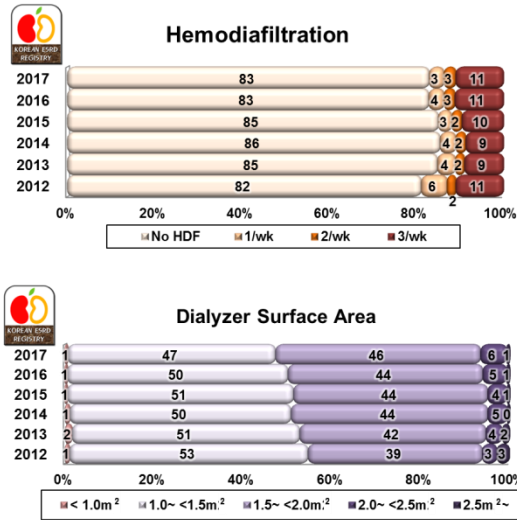 KOREAN ESRD
REGISTRY
Hemodiafiltration
2017 83 3 3 11
2016 83 4 3 11
2015 85 3 2 10
2014 86 4 2 9
2013 85 4 2 9
2012 82 6 2 11
0% 20% 40% 60% 80% 100%
No HDF 1/wk 2/wk 3/wk
KOREAN ESRD
REGISTRY
Dialyzer Surface Area
2017 1 47 46 6 1
2016 1 50 44 5 1
2015 1 51 44 4 1
2014 1 50 44 5 0
2013 2 51 42 4 2
2012 1 53 39 3 3
0% 20% 40% 60% 80% 100%
< 1.0m² 1.0~ <1.5m² 1.5~ <2.0m² 2.0~ <2.5m² 2.5m²~